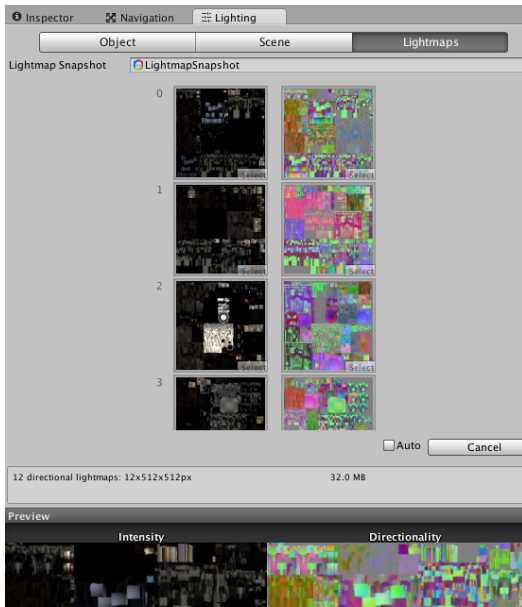 Inspector Navigation Lighting
Object Scene Lightmaps
Lightmap Snapshot LightmapSnapshot
0
Select Select
1
Select Select
2
Select Select
3
Auto Cancel
12 directional lightmaps: 12x512x512px 32.0 MB
Preview
Intensity Directionality